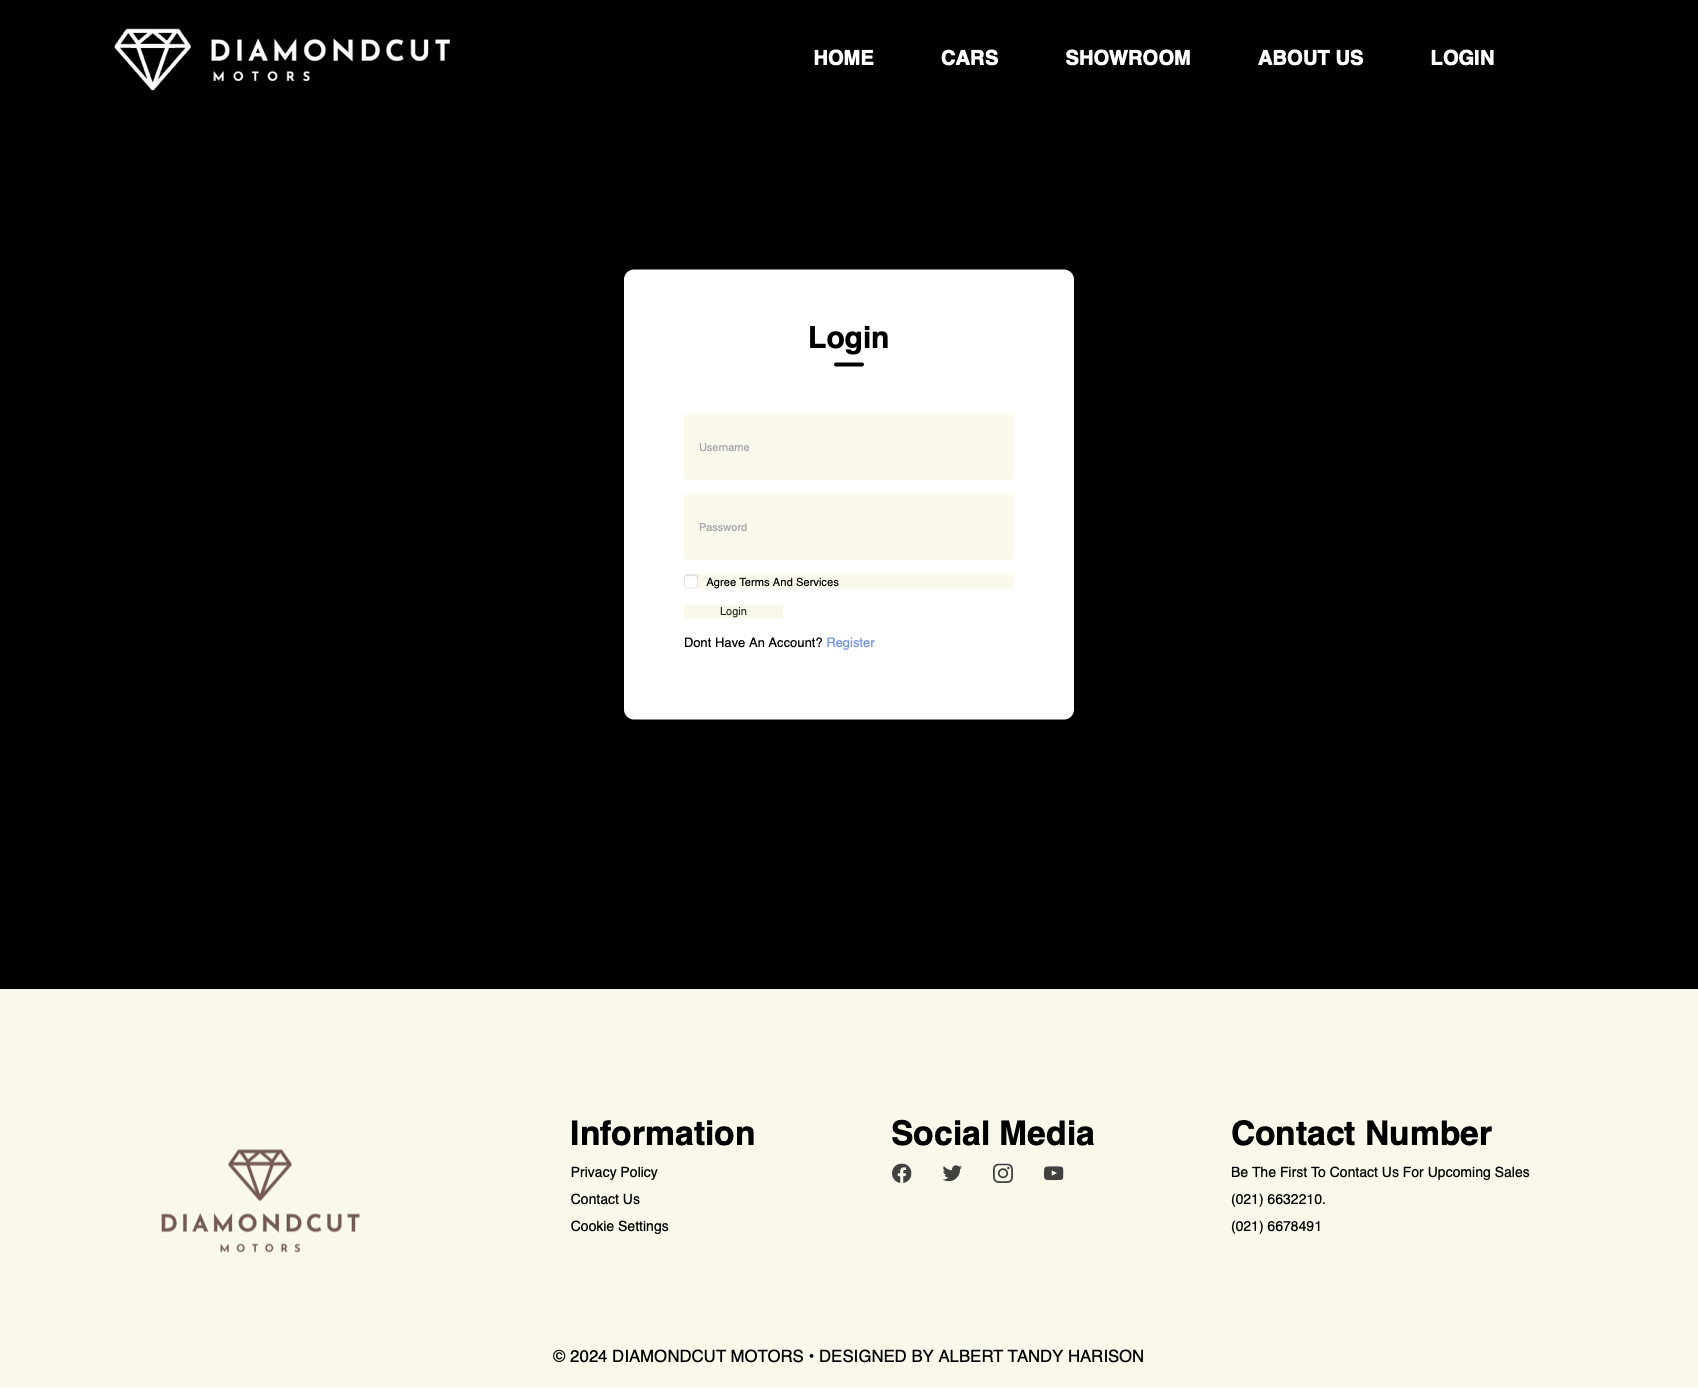 DIAMONDCUT
MOTORS
HOME CARS SHOWROOM ABOUT US LOGIN
Login
Username
Password
Agree Terms And Services
Login
Dont Have An Account? Register
DIAMONDCUT
MOTORS
Information
Privacy Policy
Contact Us
Cookie Settings
Social Media
Contact Number
Be The First To Contact Us For Upcoming Sales
(021) 6632210.
(021) 6678491
© 2024 DIAMONDCUT MOTORS • DESIGNED BY ALBERT TANDY HARISON